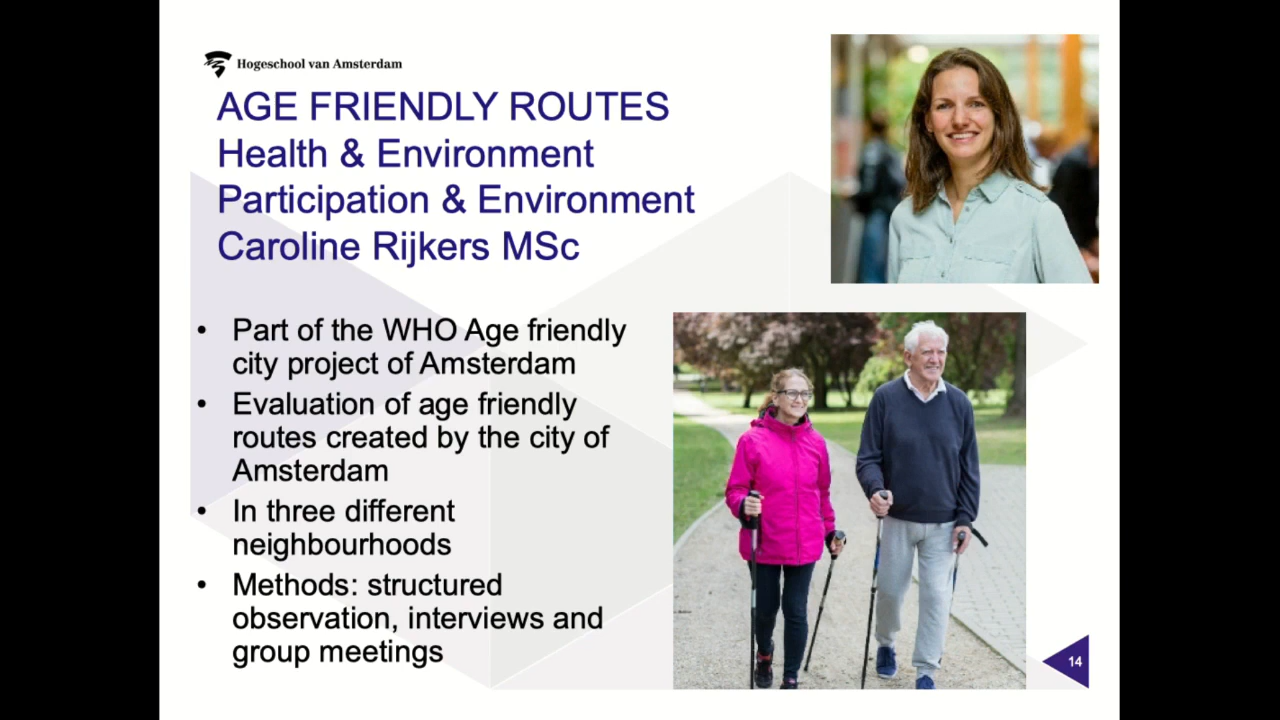 Hogeschool van Amsterdam
AGE FRIENDLY ROUTES
Health & Environment
Participation & Environment
Caroline Rijkers MSc
• Part of the WHO Age friendly
city project of Amsterdam
• Evaluation of age friendly
routes created by the city of
Amsterdam
• In three different
neighbourhoods
• Methods: structured
observation, interviews and
group meetings
14